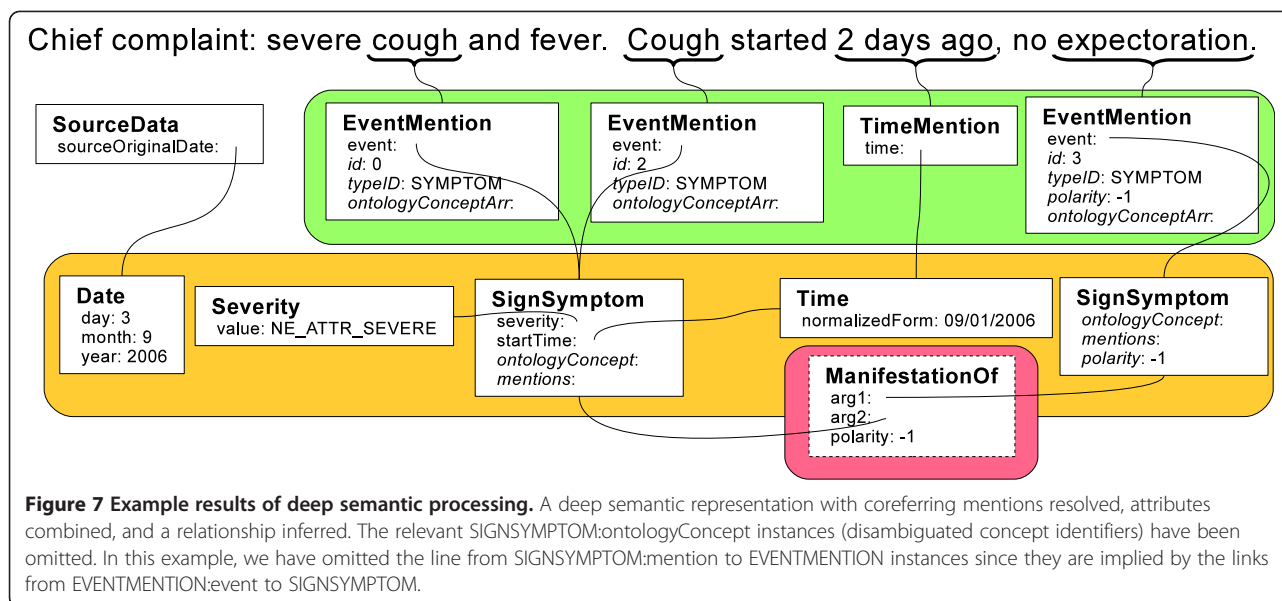 Chief complaint: severe cough and fever. Cough started 2 days ago, no expectoration.
SourceData
sourceOriginalDate:
EventMention
event:
id: 0
typeID: SYMPTOM
ontologyConceptArr:
EventMention
event:
id: 2
typeID: SYMPTOM
ontologyConceptArr:
TimeMention
time:
EventMention
event:
id: 3
typeID: SYMPTOM
polarity: -1
ontologyConceptArr:
Date
day: 3
month: 9
year: 2006
Severity
value: NE_ATTR_SEVERE
SignSymptom
severity:
startTime:
ontologyConcept:
mentions:
Time
normalizedForm: 09/01/2006
SignSymptom
ontologyConcept:
mentions:
polarity: -1
ManifestationOf
arg1:
arg2:
polarity: -1
Figure 7 Example results of deep semantic processing. A deep semantic representation with coreferring mentions resolved, attributes
combined, and a relationship inferred. The relevant SIGNSYMPTOM:ontologyConcept instances (disambiguated concept identifiers) have been
omitted. In this example, we have omitted the line from SIGNSYMPTOM:mention to EVENTMENTION instances since they are implied by the links
from EVENTMENTION:event to SIGNSYMPTOM.